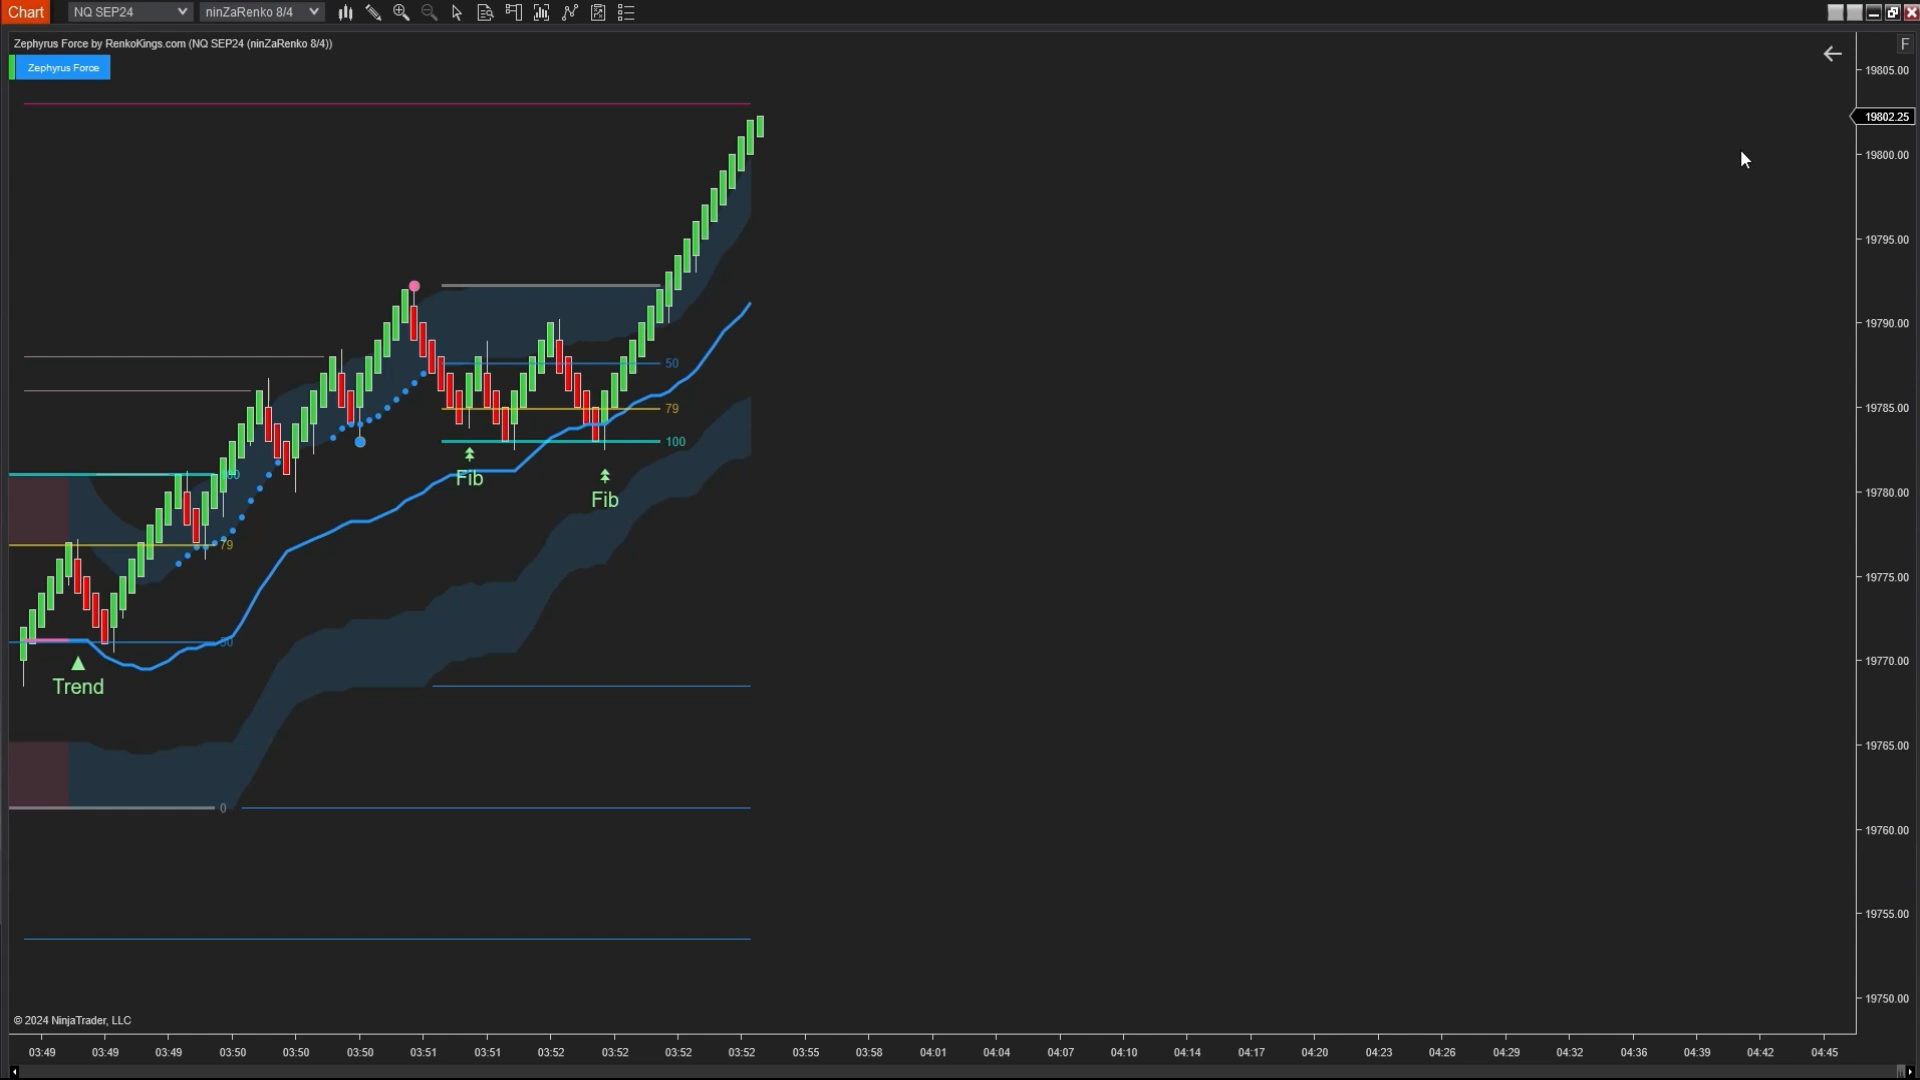 Chart NQ SEP24 ninZaRenko 8/4
Zephyrus Force by RenkoKings.com (NQ SEP24 (ninZaRenko 8/4))
F
Zephyrus Force
19805.00
19802.25
19800.00
19795.00
19790.00
50
79
19785.00
100
Fib
Fib
19780.00
79
19775.00
Trend
19770.00
19765.00
0
19760.00
19755.00
19750.00
© 2024 NinjaTrader, LLC
03:49 03:49 03:49 03:50 03:50 03:50 03:51 03:51 03:52 03:52 03:52 03:52 03:55 03:58 04:01 04:04 04:07 04:10 04:14 04:17 04:20 04:23 04:26 04:29 04:32 04:36 04:39 04:42 04:45